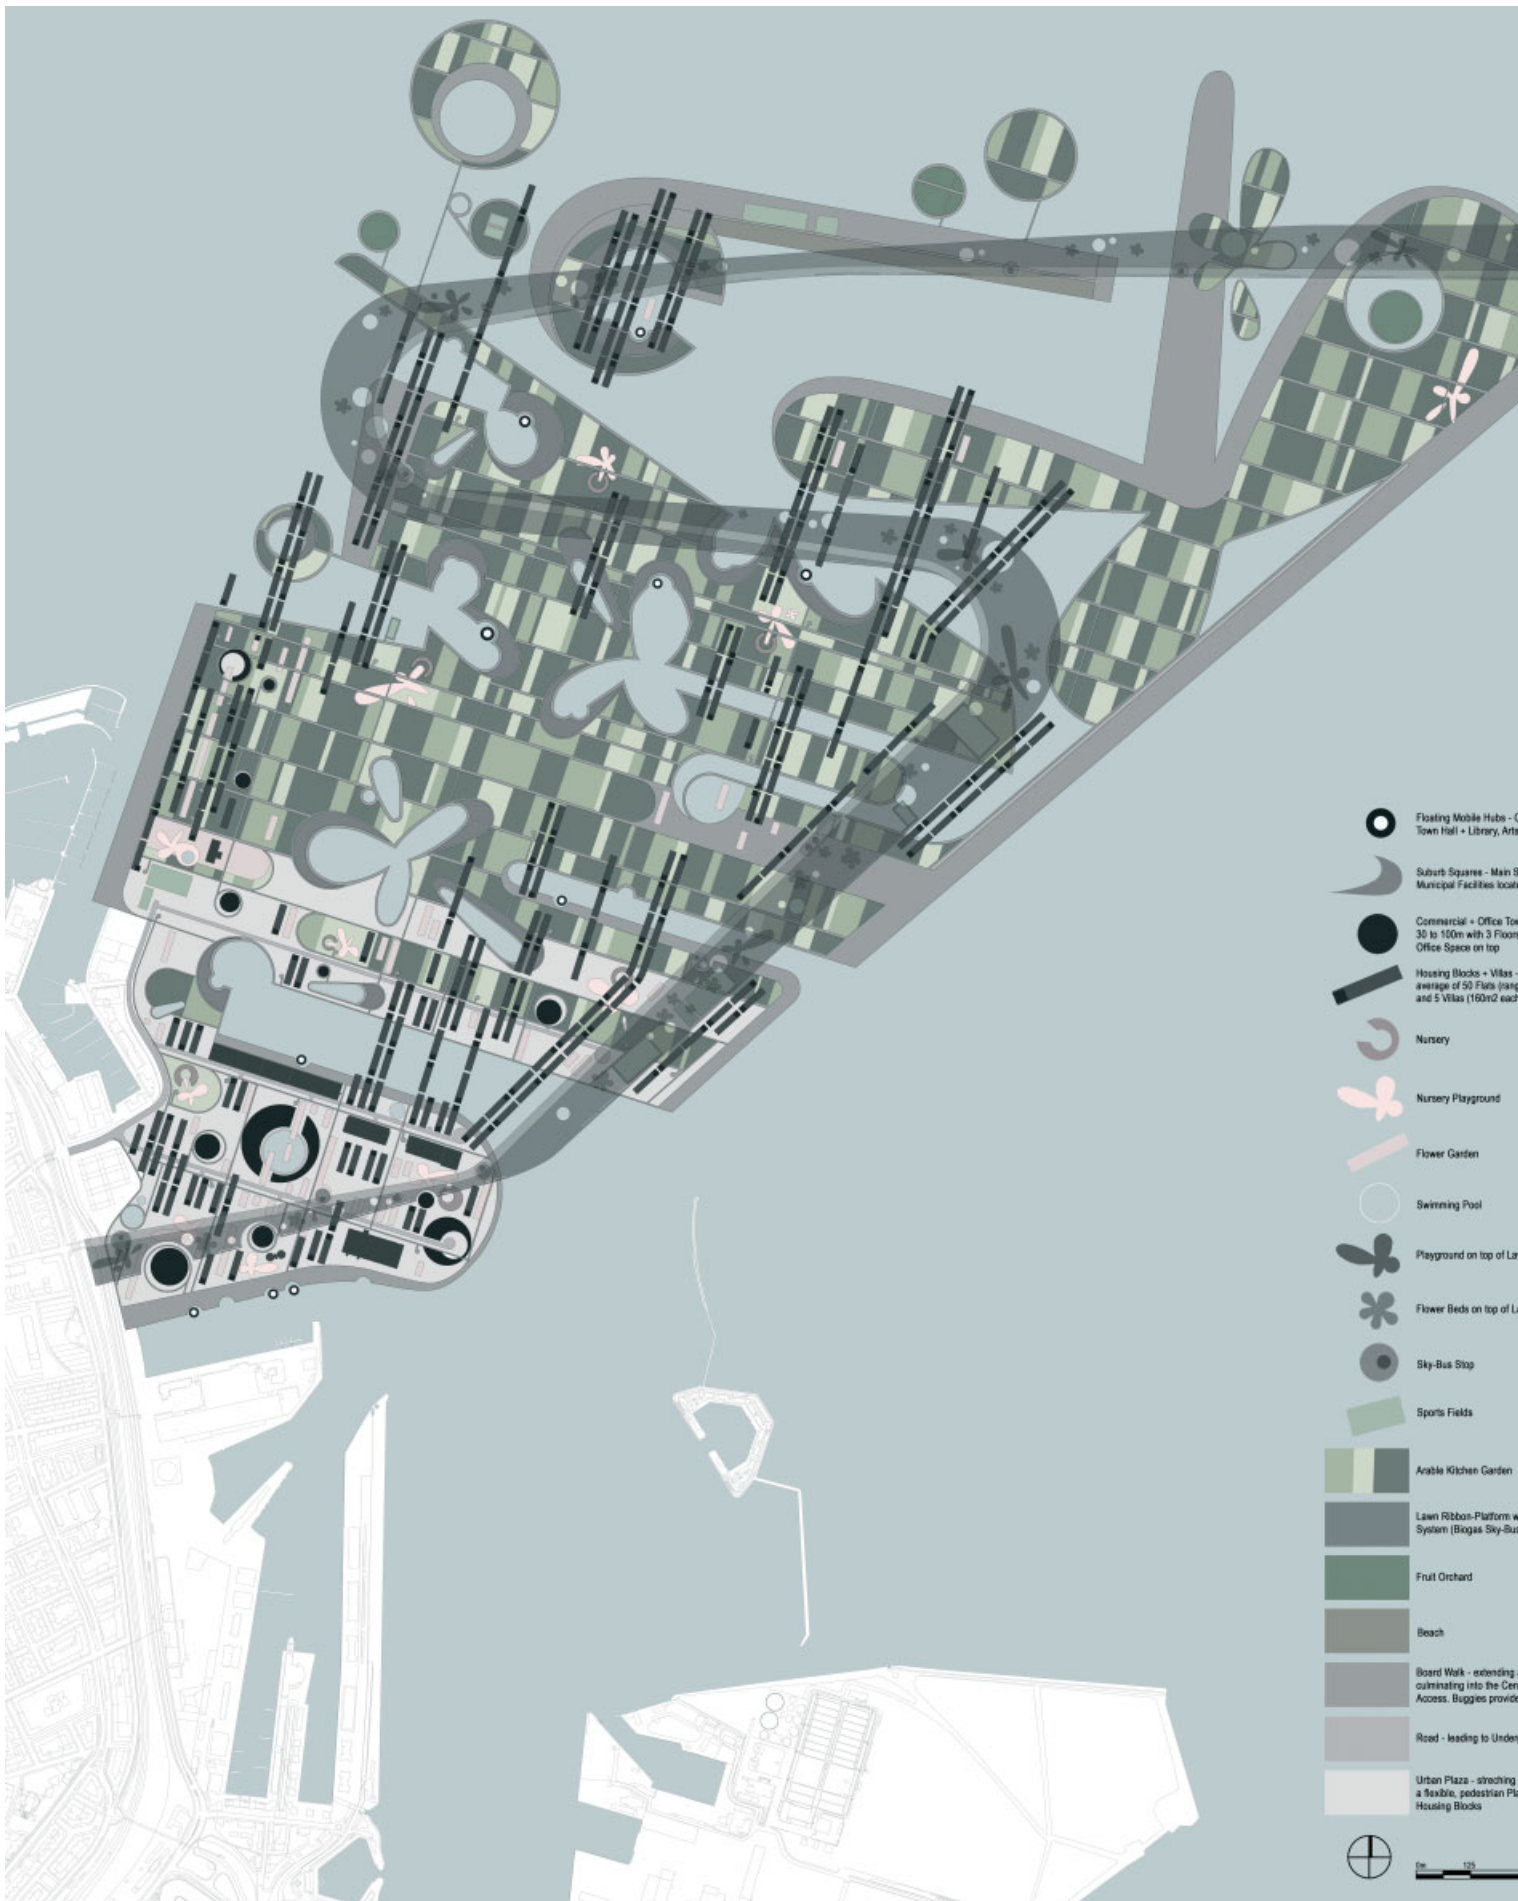 Floating Mobile Hubs - C
Town Hall + Library, Arts
Suburb Squares - Main S
Municipal Facilities locate
Commercial + Office Tow
30 to 100m with 3 Floors
Office Space on top
Housing Blocks + Villas -
average of 50 Flats (rang
and 5 Villas (160m2 each
Nursery
Nursery Playground
Flower Garden
Swimming Pool
Playground on top of La
Flower Beds on top of La
Sky-Bus Stop
Sports Fields
Arable Kitchen Garden
Lawn Ribbon-Platform w
System (Biogas Sky-Bus
Fruit Orchard
Beach
Board Walk - extending
culminating into the Cen
Access. Buggies provide
Road - leading to Under
Urban Plaza - streching
a flexible, pedestrian Pla
Housing Blocks
0m 125